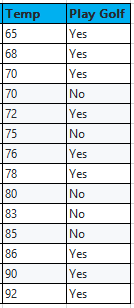 Temp Play Golf
65 Yes
68 Yes
70 Yes
70 No
72 Yes
75 No
76 Yes
78 Yes
80 No
83 No
85 No
86 Yes
90 Yes
92 Yes